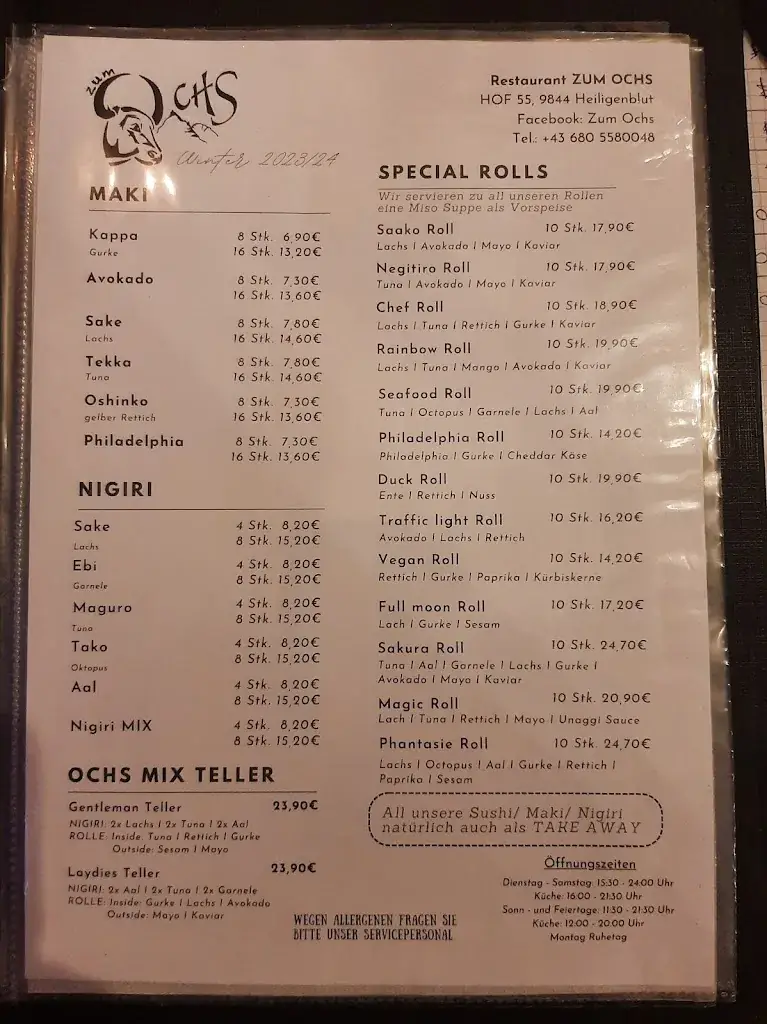 zum OCHS
Winter 2023/24
Restaurant ZUM OCHS
HOF 55, 9844 Heiligenblut
Facebook: Zum Ochs
Tel.: +43 680 5580048
MAKI
Kappa 8 Stk. 6,90€
Gurke 16 Stk. 13,20€
Avokado 8 Stk. 7,30€
16 Stk. 13,60€
Sake 8 Stk. 7,80€
Lachs 16 Stk. 14,60€
Tekka 8 Stk. 7,80€
Tuna 16 Stk. 14,60€
Oshinko 8 Stk. 7,30€
gelber Rettich 16 Stk. 13,60€
Philadelphia 8 Stk. 7,30€
16 Stk. 13,60€
NIGIRI
Sake 4 Stk. 8,20€
8 Stk. 15,20€
Lachs
Ebi 4 Stk. 8,20€
8 Stk. 15,20€
Garnele
Maguro 4 Stk. 8,20€
8 Stk. 15,20€
Tuna
Tako 4 Stk. 8,20€
8 Stk. 15,20€
Oktopus
Aal 4 Stk. 8,20€
8 Stk. 15,20€
Nigiri MIX 4 Stk. 8,20€
8 Stk. 15,20€
OCHS MIX TELLER
Gentleman Teller 23,90€
NIGIRI: 2x Lachs I 2x Tuna I 2x Aal
ROLLE: Inside: Tuna I Rettich I Gurke
Outside: Sesam I Mayo
Laydies Teller 23,90€
NIGIRI: 2x Aal I 2x Tuna I 2x Garnele
ROLLE: Inside: Gurke I Lachs I Avokado
Outside: Mayo I Kaviar
SPECIAL ROLLS
Wir servieren zu all unseren Rollen
eine Miso Suppe als Vorspeise
Saako Roll 10 Stk. 17,90€
Lachs I Avokado I Mayo I Kaviar
Negitiro Roll 10 Stk. 17,90€
Tuna I Avokado I Mayo I Kaviar
Chef Roll 10 Stk. 18,90€
Lachs I Tuna I Rettich I Gurke I Kaviar
Rainbow Roll 10 Stk. 19,90€
Lachs I Tuna I Mango I Avokado I Kaviar
Seafood Roll 10 Stk. 19,90€
Tuna I Octopus I Garnele I Lachs I Aal
Philadelphia Roll 10 Stk. 14,20€
Philadelphia I Gurke I Cheddar Käse
Duck Roll 10 Stk. 19,90€
Ente I Rettich I Nuss
Traffic light Roll 10 Stk. 16,20€
Avokado I Lachs I Rettich
Vegan Roll 10 Stk. 14,20€
Rettich I Gurke I Paprika I Kürbiskerne
Full moon Roll 10 Stk. 17,20€
Lach I Gurke I Sesam
Sakura Roll 10 Stk. 24,70€
Tuna I Aal I Garnele I Lachs I Gurke I
Avokado I Mayo I Kaviar
Magic Roll 10 Stk. 20,90€
Lach I Tuna I Rettich I Mayo I Unaggi Sauce
Phantasie Roll 10 Stk. 24,70€
Lachs I Octopus I Aal I Gurke I Rettich I
Paprika I Sesam
All unsere Sushi/ Maki/ Nigiri
natürlich auch als TAKE AWAY
Öffnungszeiten
Dienstag - Samstag: 15:30 - 24:00 Uhr
Küche: 16:00 - 21:30 Uhr
Sonn - und Feiertage: 11:30 - 21:30 Uhr
Küche: 12:00 - 20:00 Uhr
Montag Ruhetag
WEGEN ALLERGENEN FRAGEN SIE
BITTE UNSER SERVICEPERSONAL